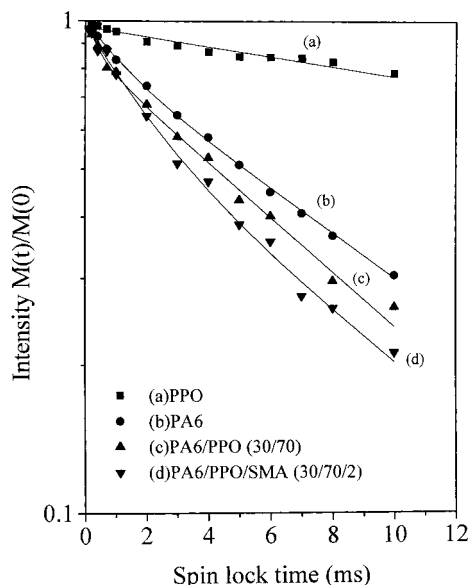 1
Intensity M(t)/M(0)
(a)
(b)
(c)
(d)
(a)PPO
(b)PA6
(c)PA6/PPO (30/70)
(d)PA6/PPO/SMA (30/70/2)
0.1
0 2 4 6 8 10 12
Spin lock time (ms)